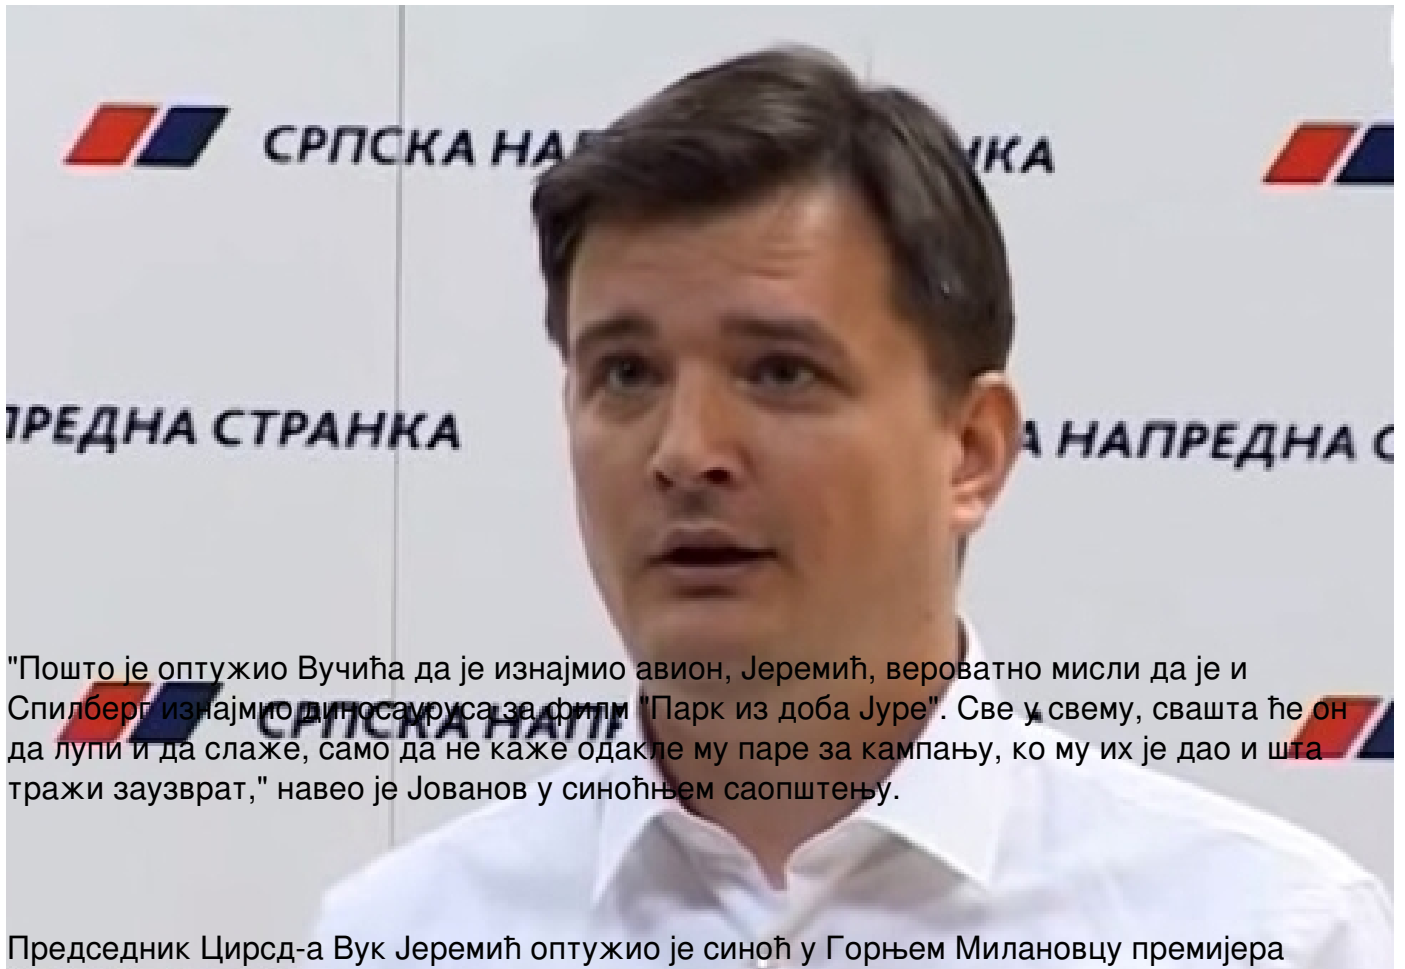 СРПСКА НАП КА
ПРЕДНА СТРАНКА
А НАПРЕДНА С
"Пошто је оптужио Вучића да је изнајмио авион, Јеремић, вероватно мисли да је и
СРПСКА НАПР
Спилберг изнајмио диносауруса за филм "Парк из доба Јуре". Све у свему, свашта ће он
да лупи и да слаже, само да не каже одакле му паре за кампању, ко му их је дао и шта
тражи заузврат," навео је Јованов у синоћњем саопштењу.
Председник Цирсд-а Вук Јеремић оптужио је синоћ у Горњем Милановцу премијера